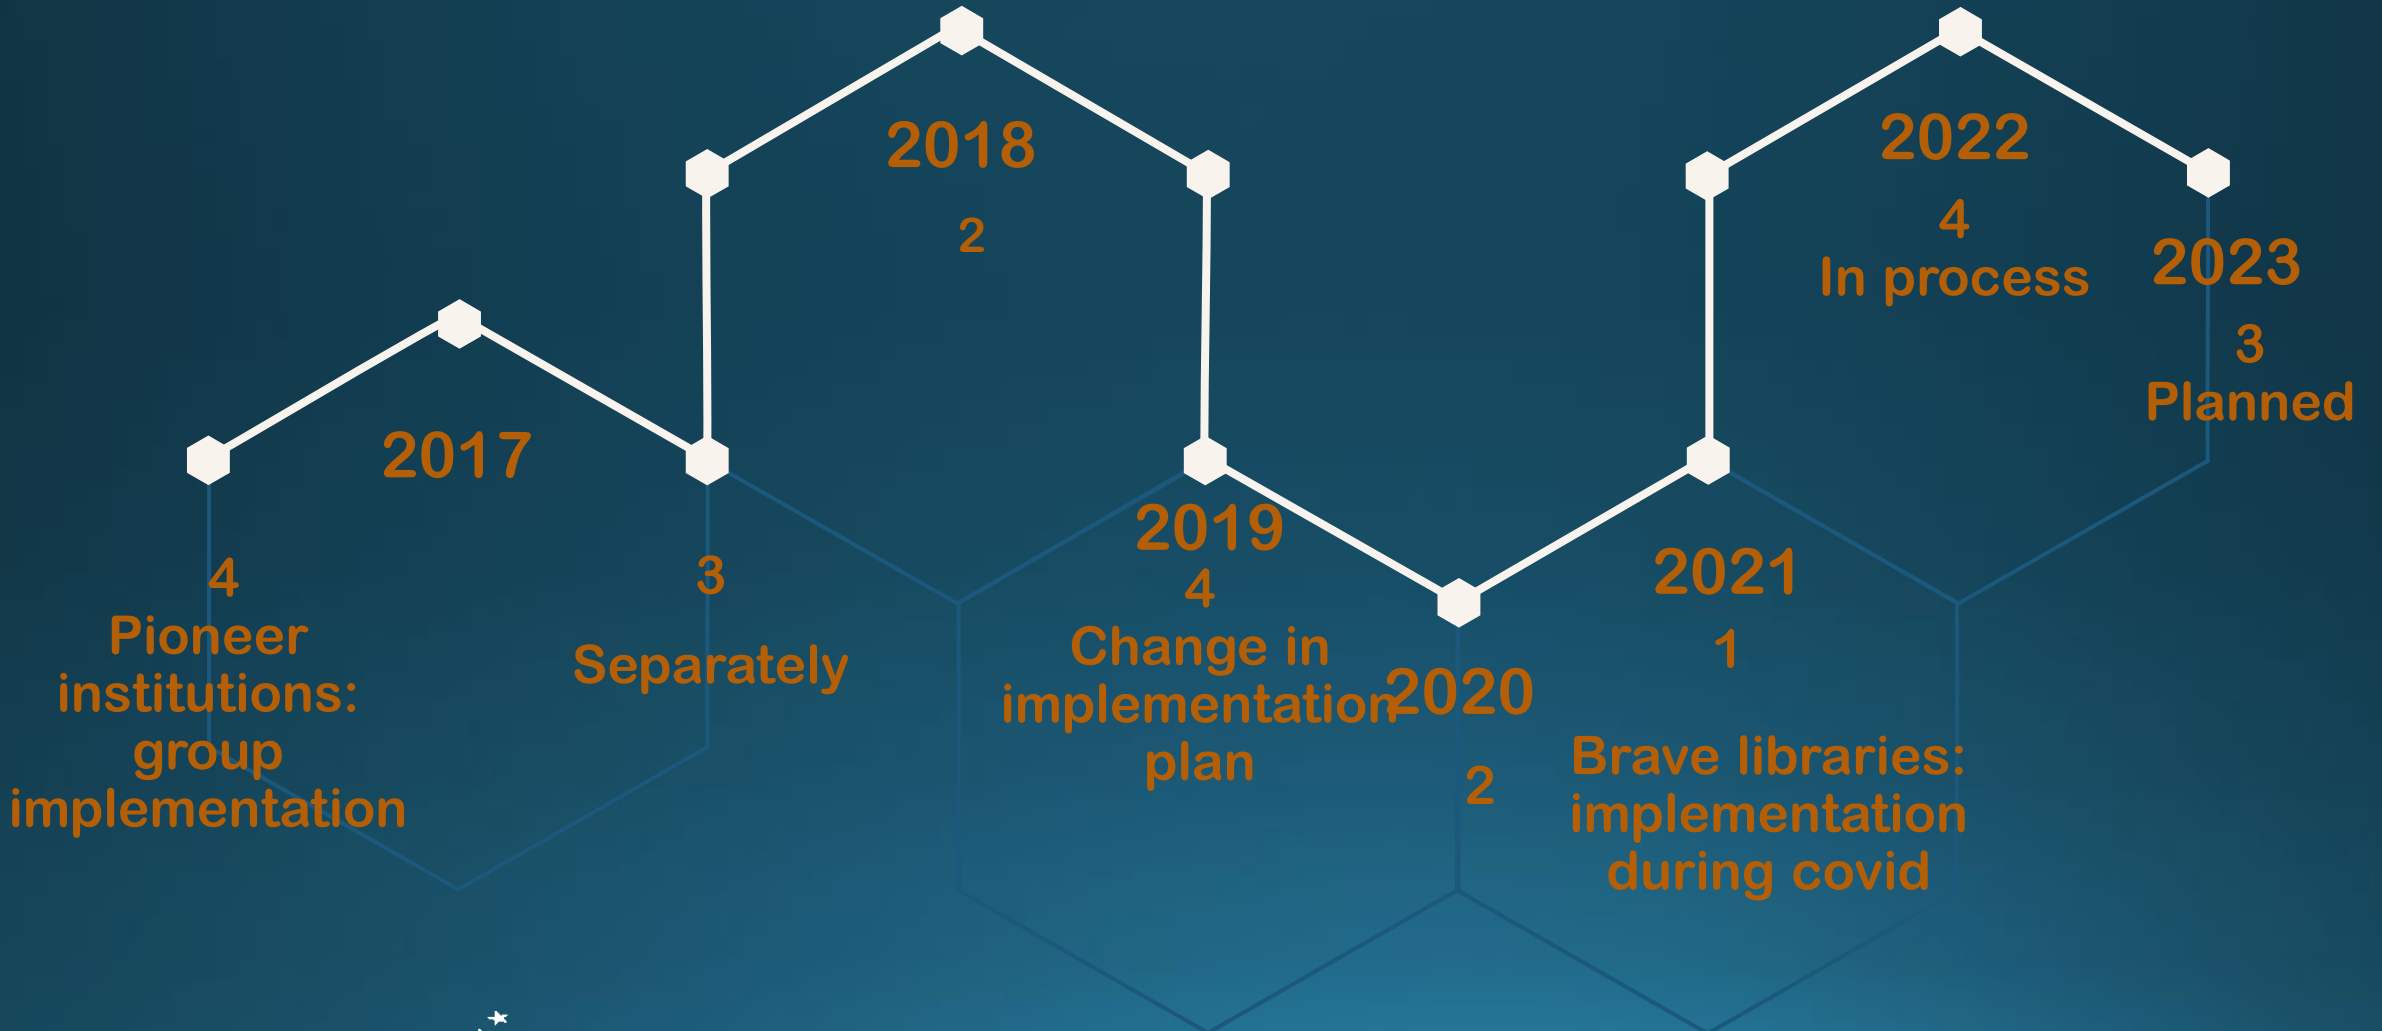 2017
4
Pioneer
institutions:
group
implementation
3
Separately
2018
2
2019
4
Change in
implementation
plan
2020
2
2021
1
Brave libraries:
implementation
during covid
2022
4
In process
2023
3
Planned